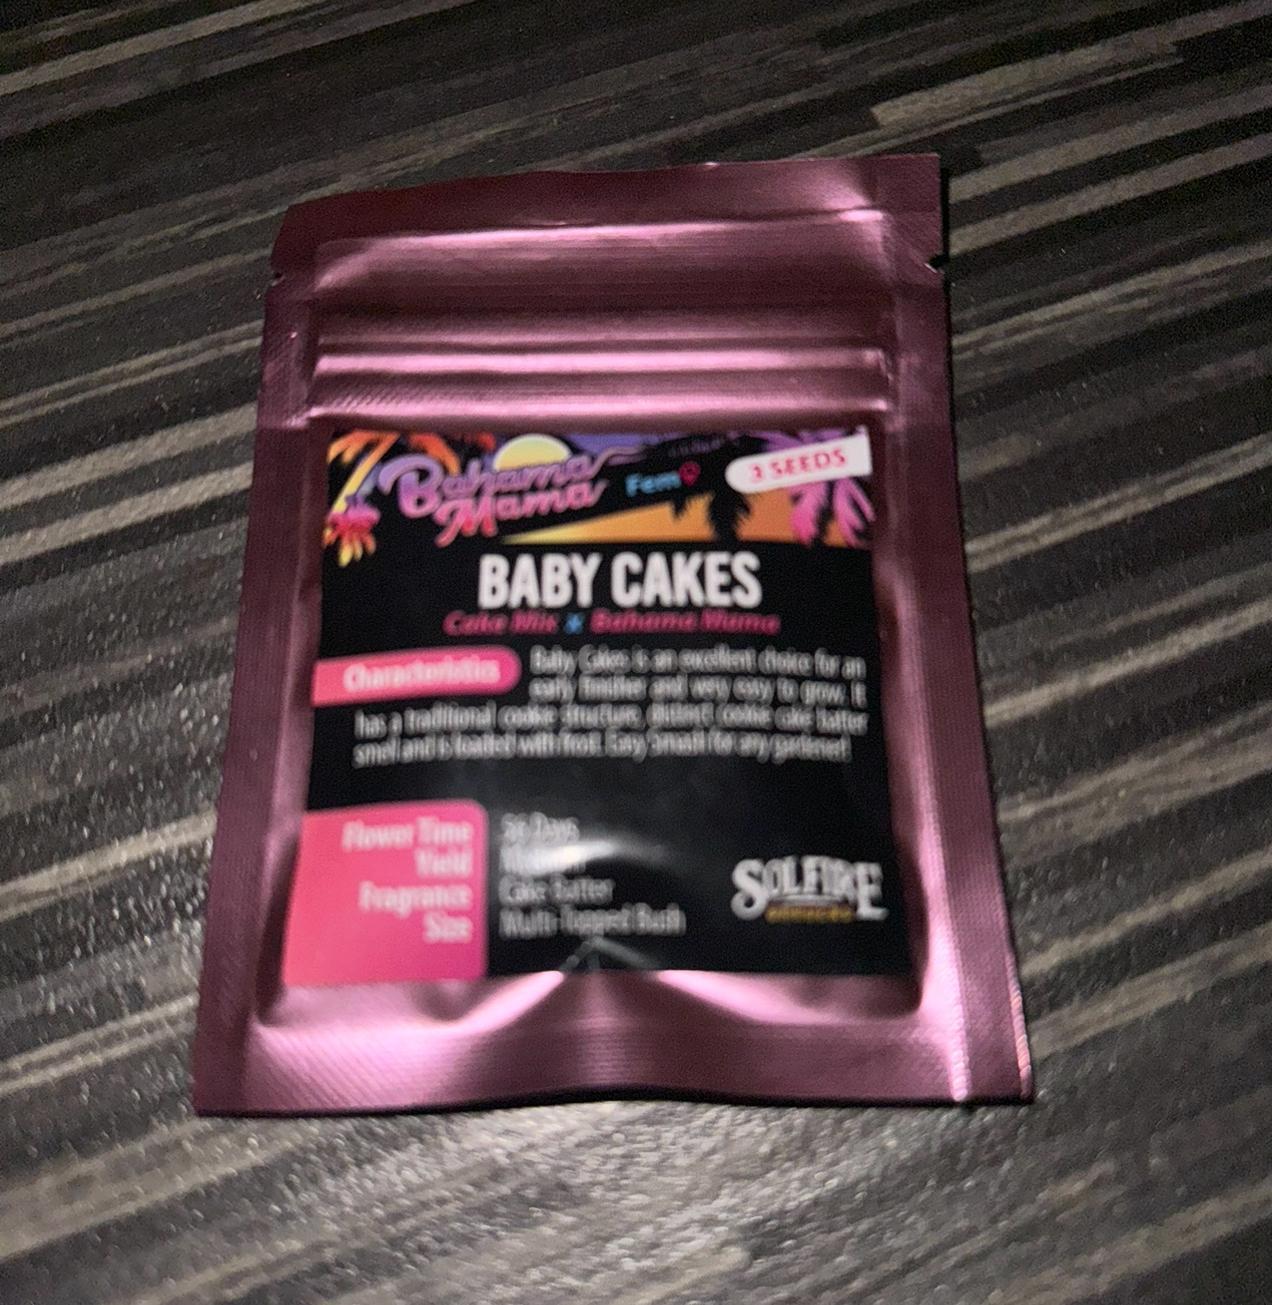 Bahama
Mama
Fem
3 SEEDS
BABY CAKES
Cake Mix x Bahama Mama
Characteristics
Baby Cakes is an excellent choice for an
early finisher and very easy to grow. It
has a traditional cookie structure, distinct cookie cake batter
smell and is loaded with frost. Easy Smash for any gardener!
Flower Time 56 Days
Yield
Fragrance Cake Batter
Size Multi-Topped Bush
SOLFIRE
GARDENS